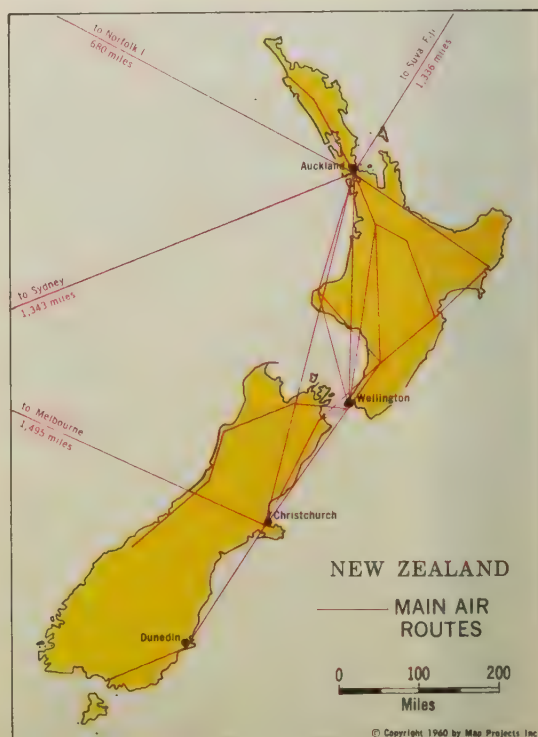 to Norfolk I
680 miles
to Suva Fiji
1,336 miles
Auckland
to Sydney
1,343 miles
Wellington
to Melbourne
1,495 miles
Christchurch
NEW ZEALAND
MAIN AIR
ROUTES
Dunedin
0 100 200
Miles
© Copyright 1960 by Map Projects Inc